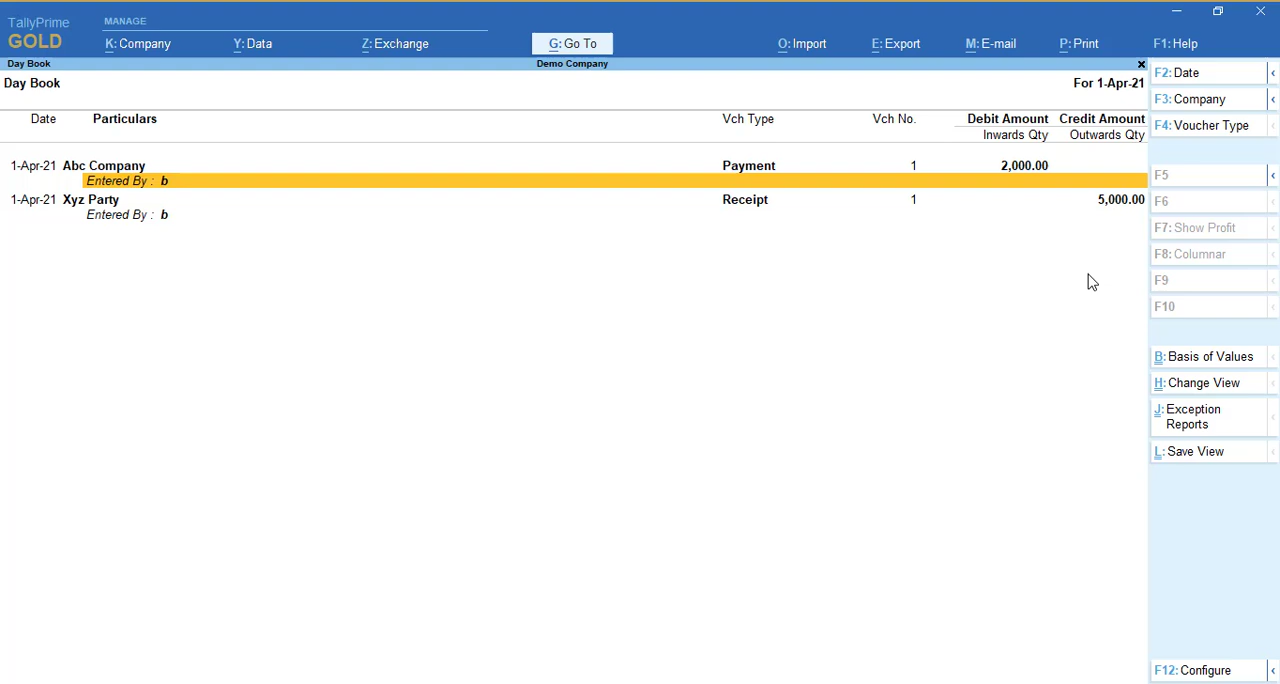 TallyPrime
GOLD
MANAGE
K: Company
Y: Data
Z: Exchange
G: Go To
O: Import
E: Export
M: E-mail
P: Print
F1: Help
Day Book
Demo Company
Day Book
For 1-Apr-21
Date Particulars Vch Type Vch No. Debit Amount Credit Amount
Inwards Qty Outwards Qty
1-Apr-21 Abc Company Payment 1 2,000.00
Entered By : b
1-Apr-21 Xyz Party Receipt 1 5,000.00
Entered By : b
F2: Date
F3: Company
F4: Voucher Type
F5
F6
F7: Show Profit
F8: Columnar
F9
F10
B: Basis of Values
H: Change View
J: Exception
Reports
L: Save View
F12: Configure